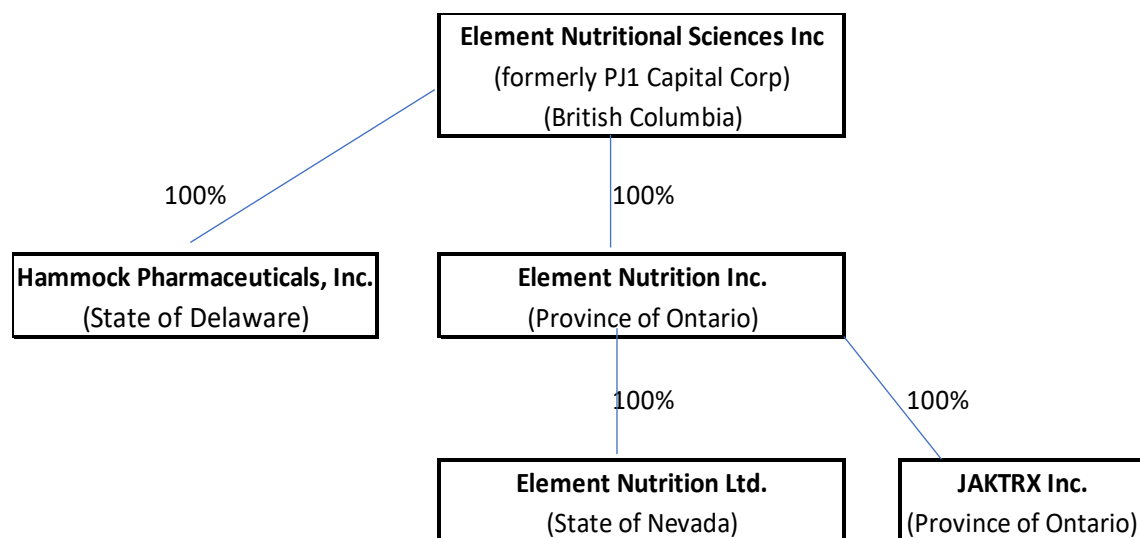 Element Nutritional Sciences Inc
(formerly PJ1 Capital Corp)
(British Columbia)
100%
100%
Hammock Pharmaceuticals, Inc.
(State of Delaware)
Element Nutrition Inc.
(Province of Ontario)
100%
100%
Element Nutrition Ltd.
(State of Nevada)
JAKTRX Inc.
(Province of Ontario)